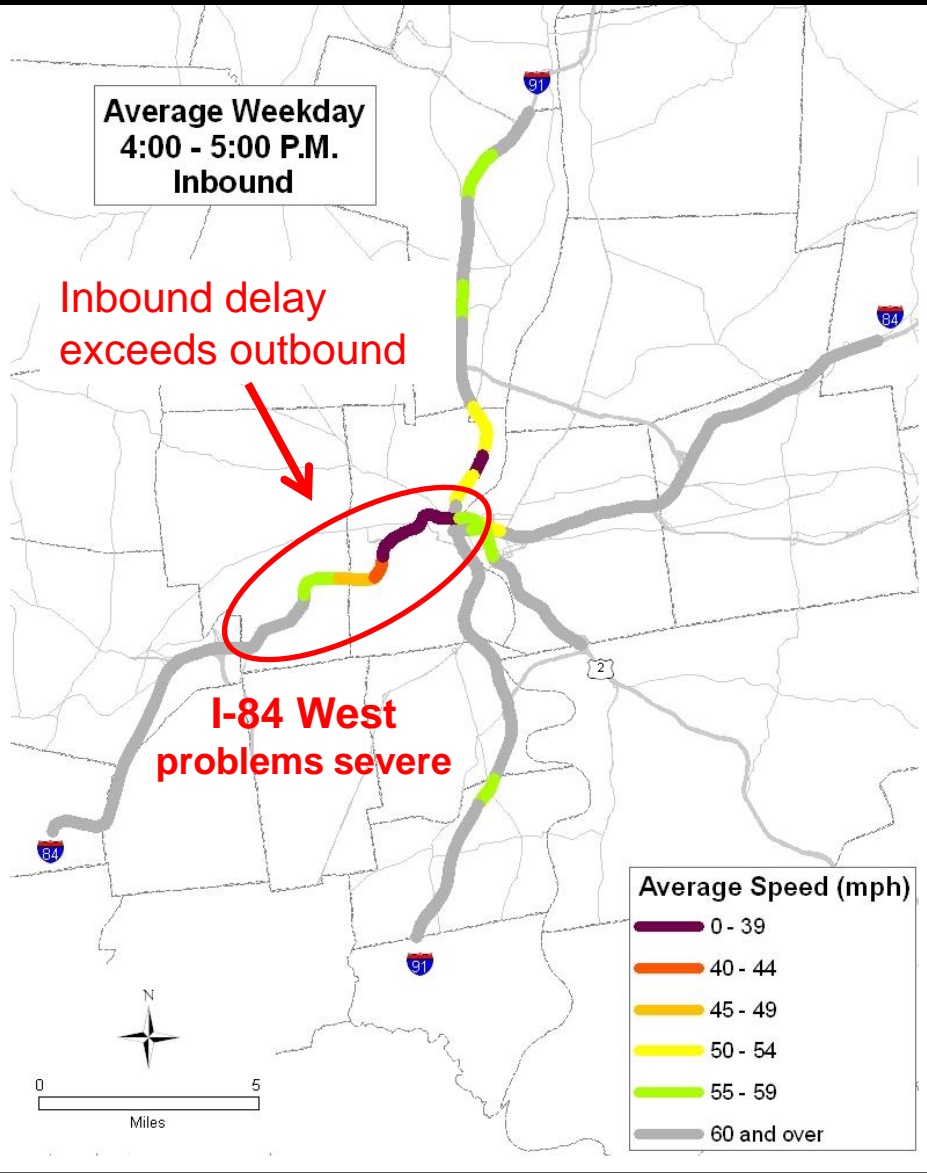 91
Average Weekday
4:00 - 5:00 P.M.
Inbound
Inbound delay
exceeds outbound
84
2
I-84 West
problems severe
84
91
Average Speed (mph)
0 - 39
40 - 44
45 - 49
50 - 54
55 - 59
60 and over
N
0 5
Miles